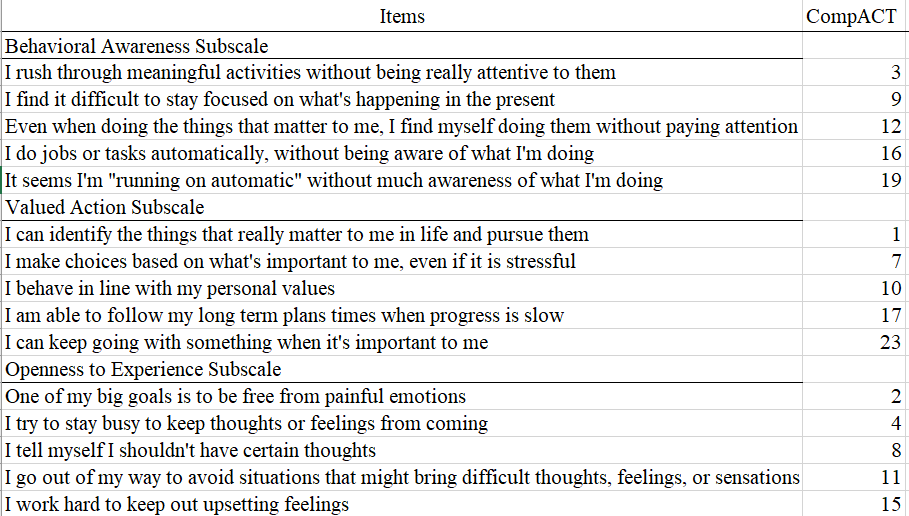 Items CompACT
Behavioral Awareness Subscale
I rush through meaningful activities without being really attentive to them 3
I find it difficult to stay focused on what's happening in the present 9
Even when doing the things that matter to me, I find myself doing them without paying attention 12
I do jobs or tasks automatically, without being aware of what I'm doing 16
It seems I'm "running on automatic" without much awareness of what I'm doing 19
Valued Action Subscale
I can identify the things that really matter to me in life and pursue them 1
I make choices based on what's important to me, even if it is stressful 7
I behave in line with my personal values 10
I am able to follow my long term plans times when progress is slow 17
I can keep going with something when it's important to me 23
Openness to Experience Subscale
One of my big goals is to be free from painful emotions 2
I try to stay busy to keep thoughts or feelings from coming 4
I tell myself I shouldn't have certain thoughts 8
I go out of my way to avoid situations that might bring difficult thoughts, feelings, or sensations 11
I work hard to keep out upsetting feelings 15